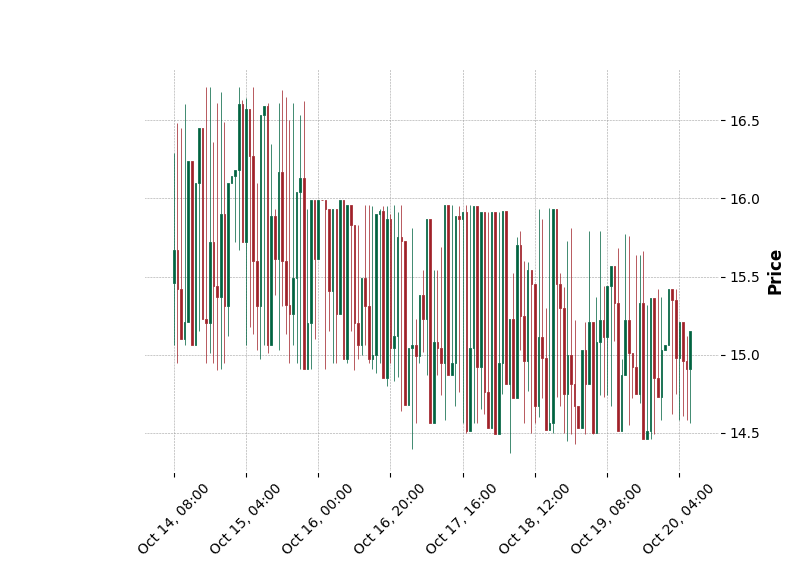 16.5
16.0
15.5
15.0
14.5
Price
Oct 14, 08:00
Oct 15, 04:00
Oct 16, 00:00
Oct 16, 20:00
Oct 17, 16:00
Oct 18, 12:00
Oct 19, 08:00
Oct 20, 04:00